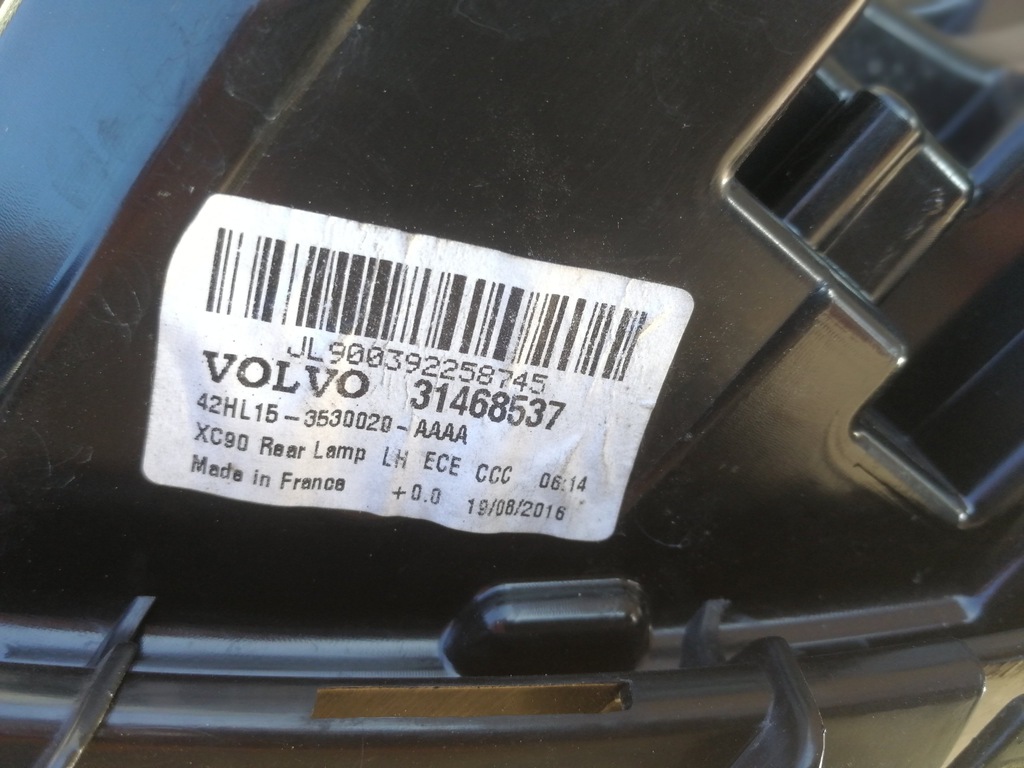 JL900392258745
VOLVO 31468537
42HL15-3530020-AAAA
XC90 Rear Lamp LH ECE CCC 06:14
Made in France +0.0 19/08/2016